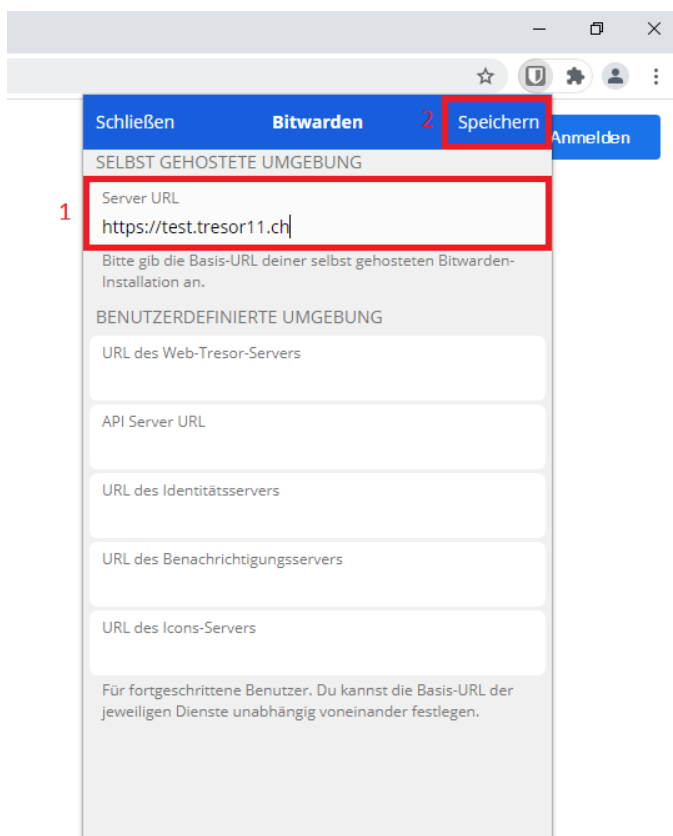 Schließen Bitwarden 2 Speichern
Anmelden
SELBST GEHOSTETE UMGEBUNG
1
Server URL
https://test.tresor11.ch
Bitte gib die Basis-URL deiner selbst gehosteten Bitwarden-
Installation an.
BENUTZERDEFINIERTE UMGEBUNG
URL des Web-Tresor-Servers
API Server URL
URL des Identitätsservers
URL des Benachrichtigungsservers
URL des Icons-Servers
Für fortgeschrittene Benutzer. Du kannst die Basis-URL der
jeweiligen Dienste unabhängig voneinander festlegen.